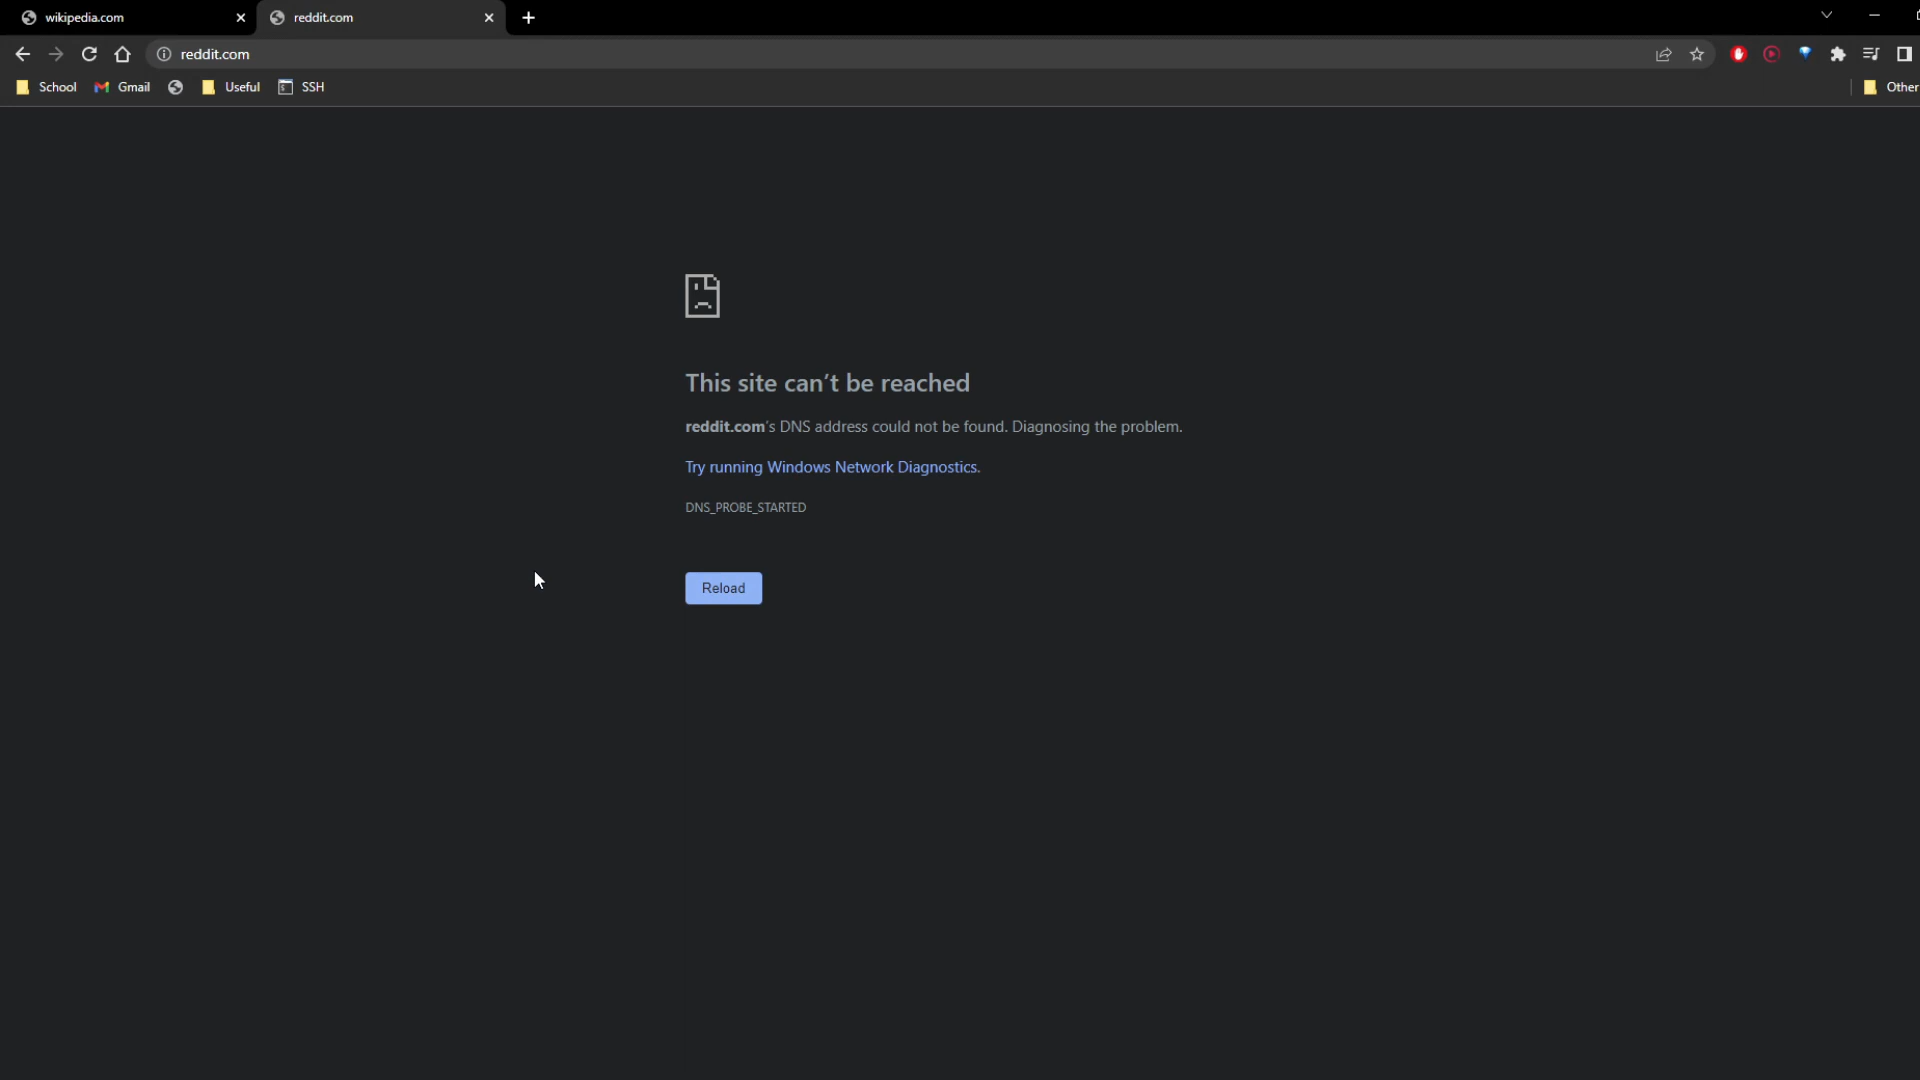 wikipedia.com
reddit.com
reddit.com
School
Gmail
Useful
SSH
Other
This site can’t be reached
reddit.com's DNS address could not be found. Diagnosing the problem.
Try running Windows Network Diagnostics.
DNS_PROBE_STARTED
Reload